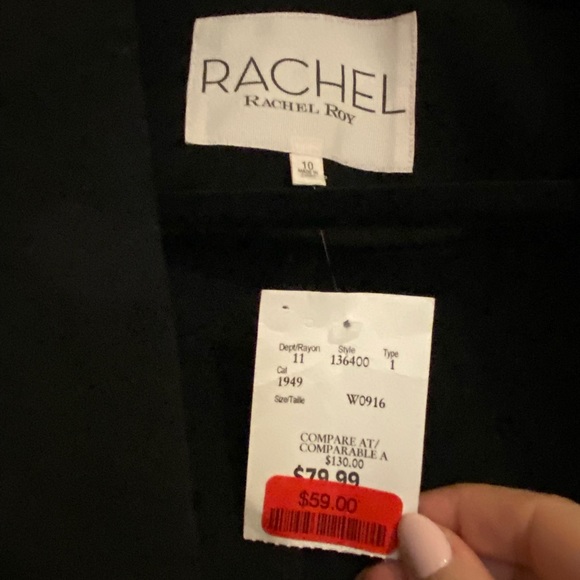 RACHEL
RACHEL ROY
10
Dept/Rayon Style Type
11 136400 1
Cat
1949
Size/Taille W0916
COMPARE AT/
COMPARABLE A
$130.00
$79.99
$59.00